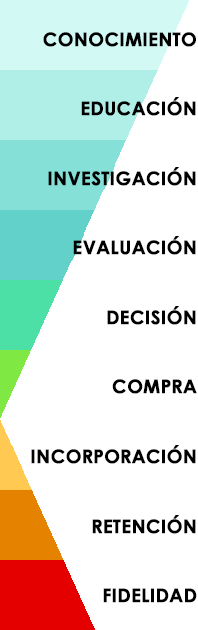 CONOCIMIENTO
EDUCACIÓN
INVESTIGACIÓN
EVALUACIÓN
DECISIÓN
COMPRA
INCORPORACIÓN
RETENCIÓN
FIDELIDAD